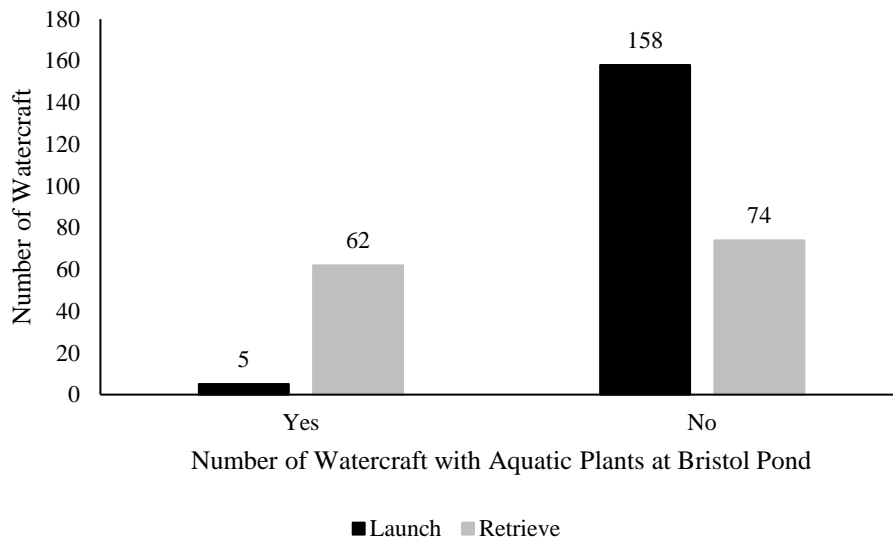 Number of Watercraft
180
160
140
120
100
80
60
40
20
0
5
62
158
74
Yes
No
Number of Watercraft with Aquatic Plants at Bristol Pond
Launch
Retrieve